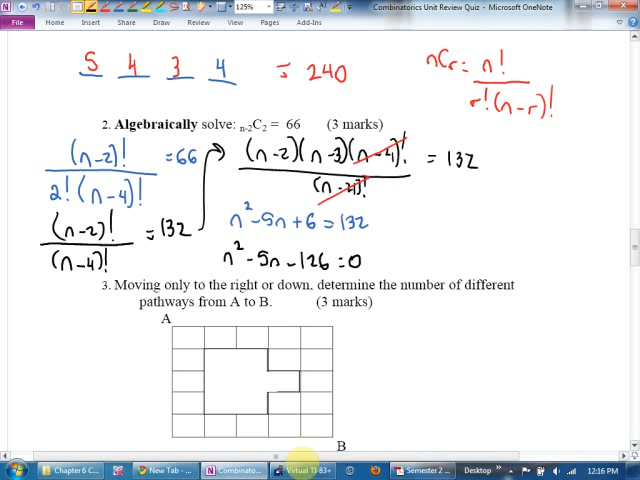 Combinatorics Unit Review Quiz - Microsoft OneNote
125%
File Home Insert Share Draw Review View
5 4 3 4 = 240
nCr = n!
r!(n-r)!
2. Algebraically solve: n-2C2 = 66 (3 marks)
(n-2)! = 66
2!(n-4)!
(n-2)(n-3)(n-4)! = 132
(n-4)!
(n-2)! = 132
(n-4)!
n² - 5n + 6 = 132
n² - 5n - 126 = 0
3. Moving only to the right or down, determine the number of different
pathways from A to B. (3 marks)
A
B
Chapter 6 C
New Tab -
Combinato...
Virtual TI-83+
Semester 2
Desktop
12:16 PM